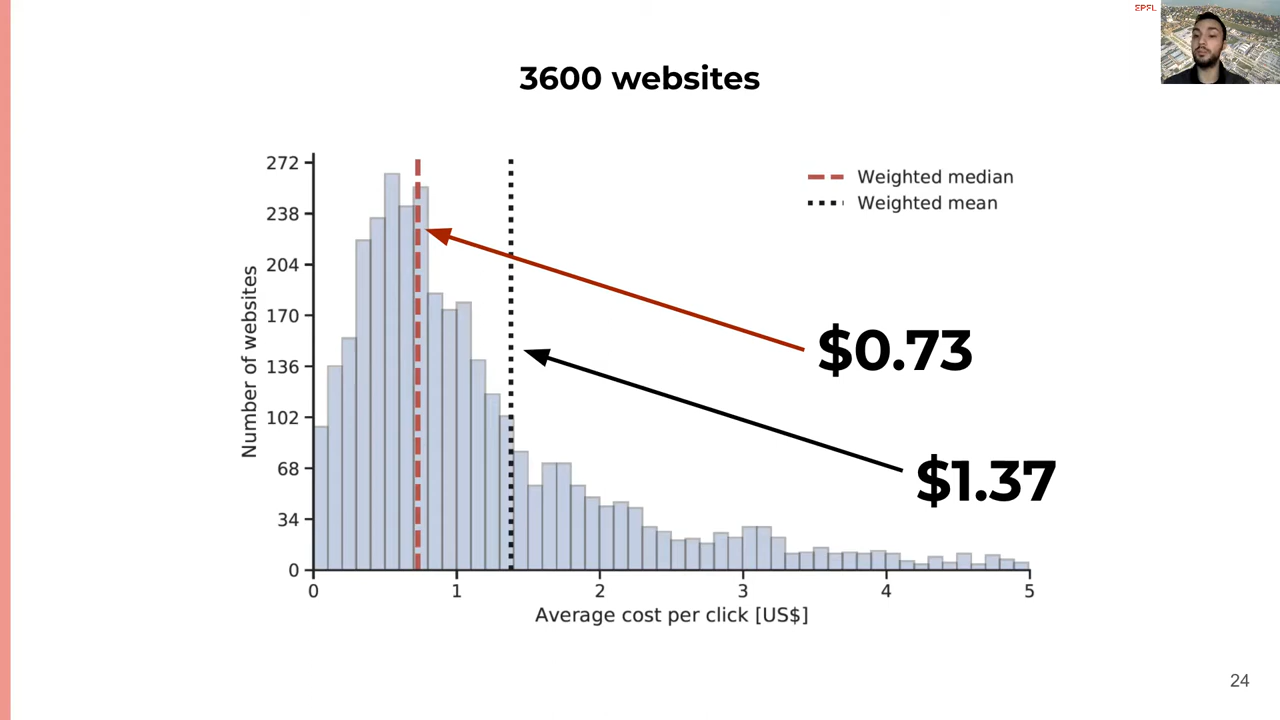 EPFL
3600 websites
272
238
204
170
136
102
68
34
0
Number of websites
Weighted median
Weighted mean
$0.73
$1.37
0 1 2 3 4 5
Average cost per click [US$]
24